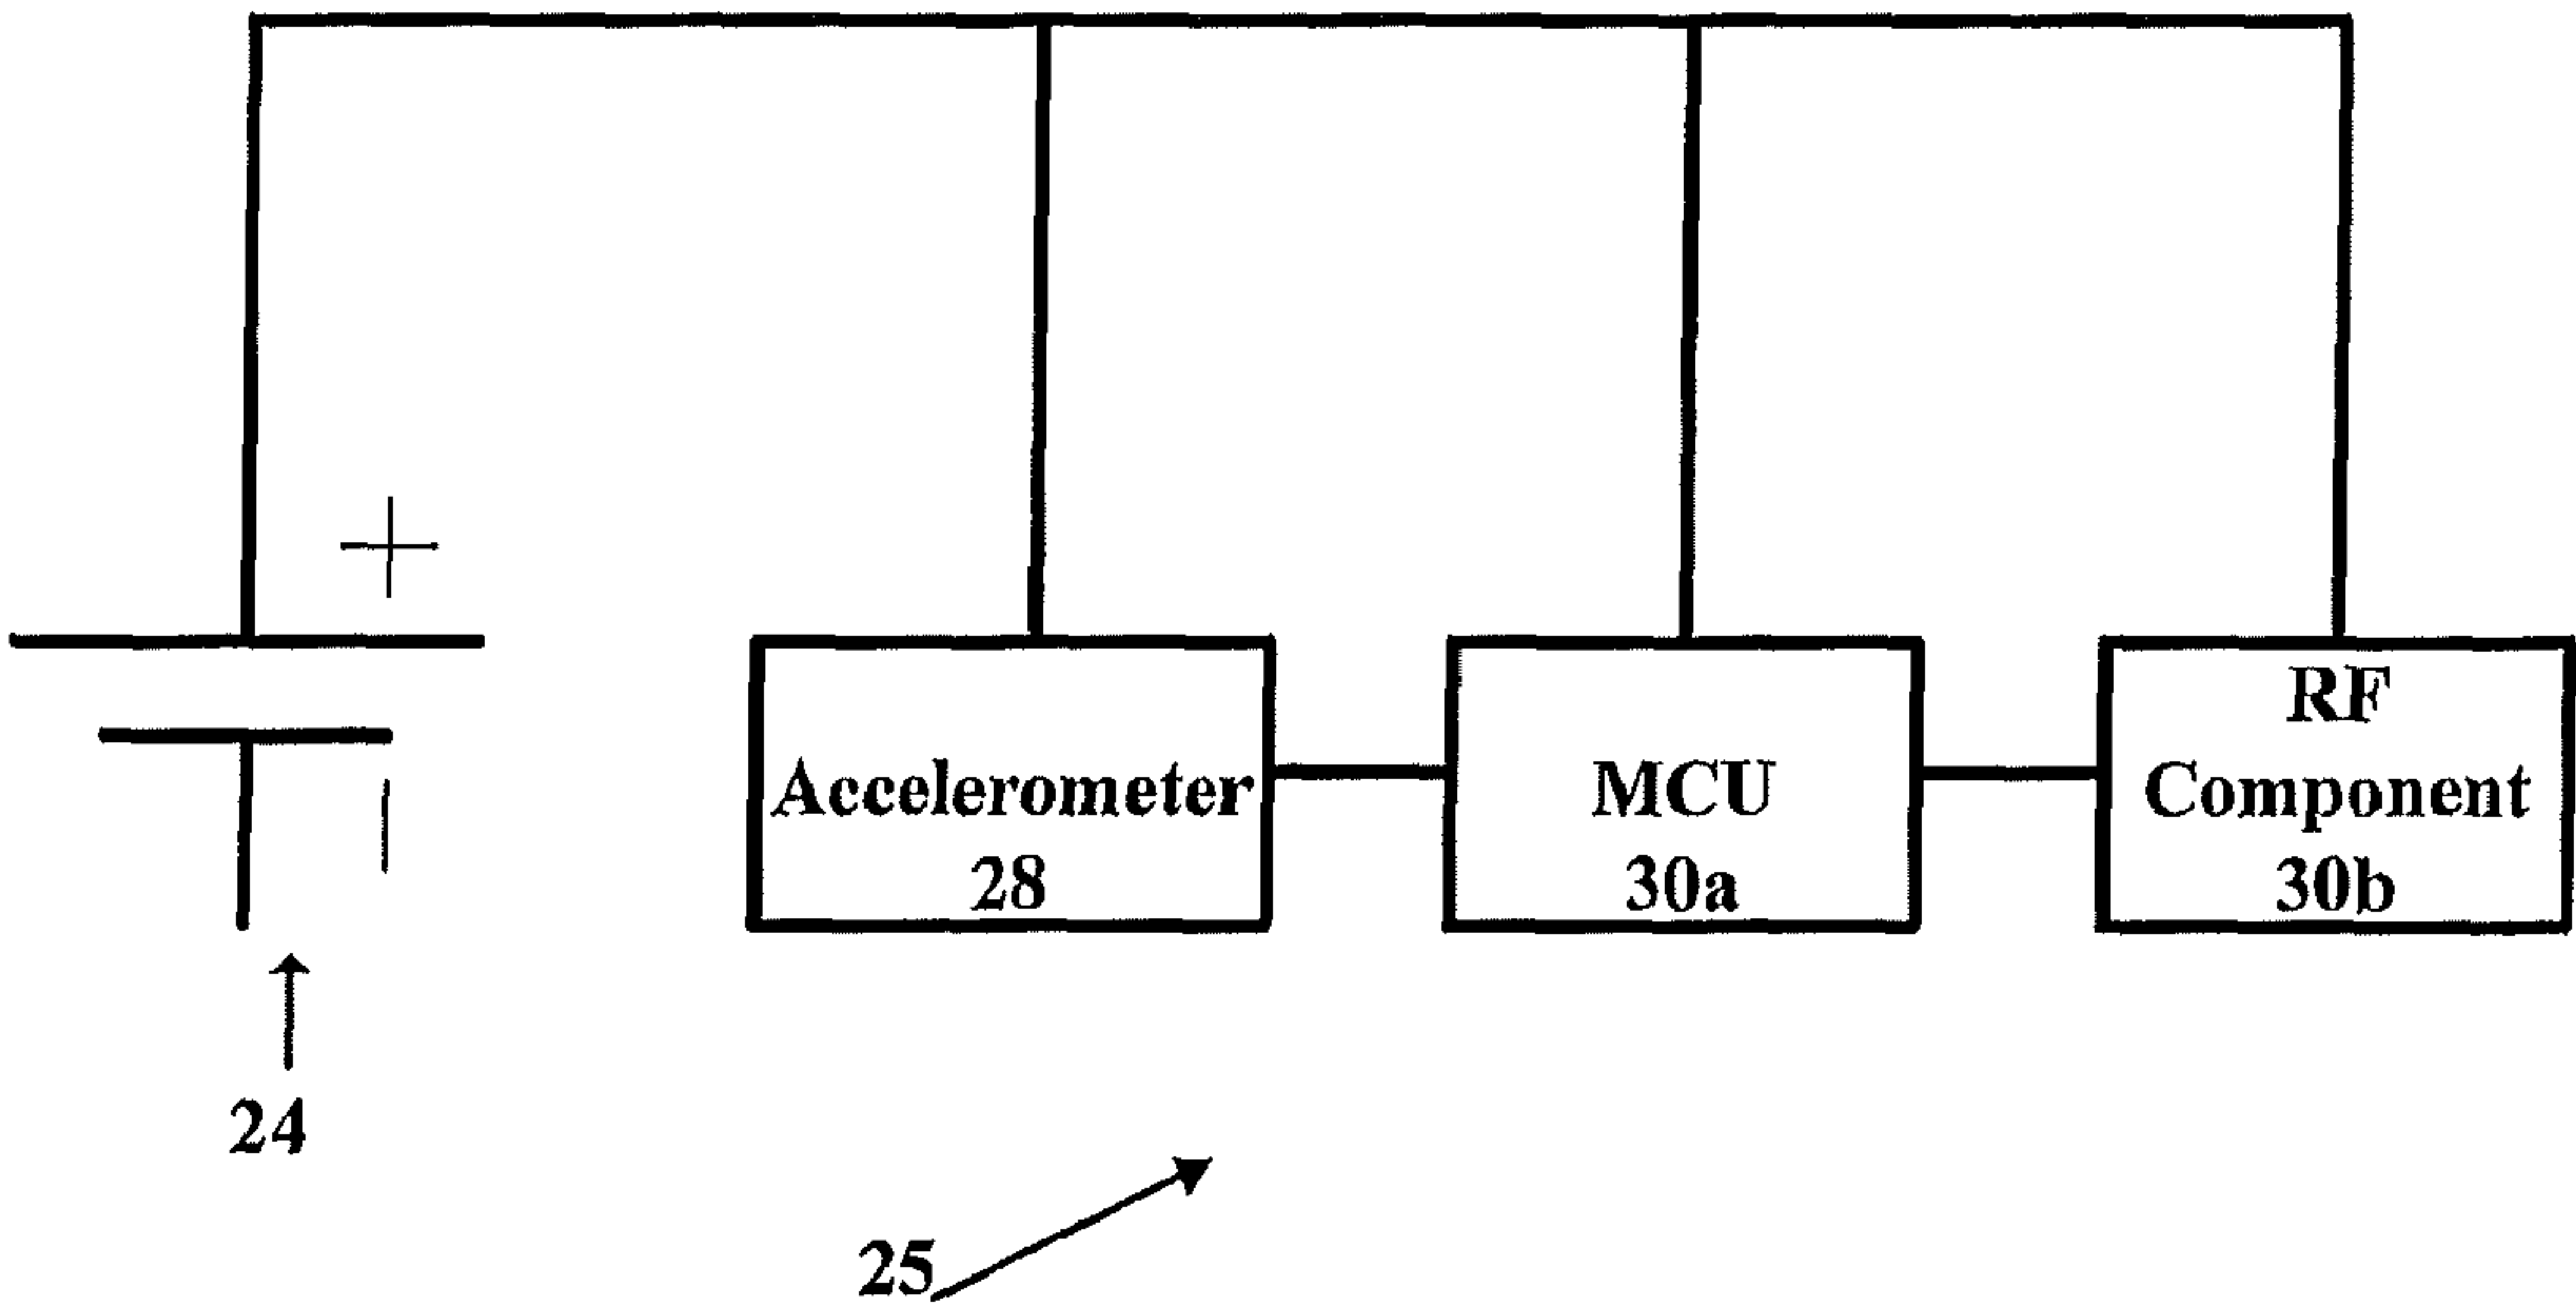 +
–
Accelerometer
28
MCU
30a
RF
Component
30b
24
25